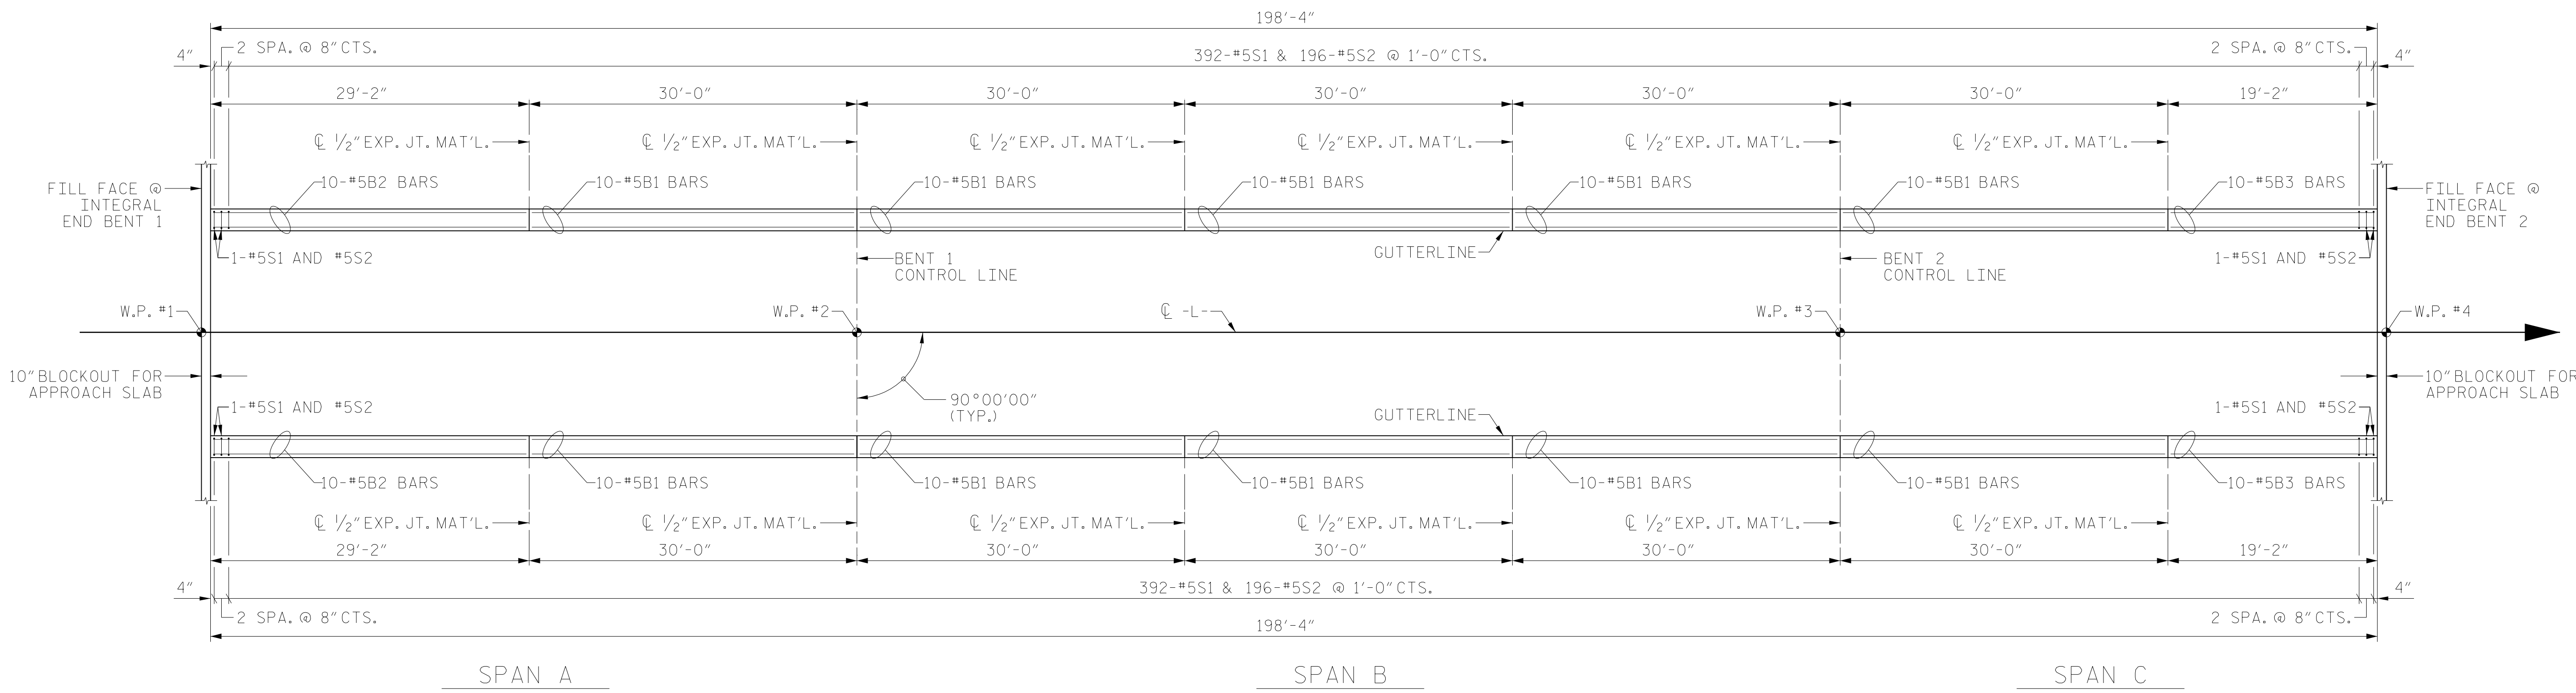 198'-4"
4"
2 SPA. @ 8"CTS.
392-#5S1 & 196-#5S2 @ 1'-0"CTS.
2 SPA. @ 8"CTS.
4"
29'-2"
30'-0"
30'-0"
30'-0"
30'-0"
30'-0"
19'-2"
℄ 1/2"EXP. JT. MAT'L.
℄ 1/2"EXP. JT. MAT'L.
℄ 1/2"EXP. JT. MAT'L.
℄ 1/2"EXP. JT. MAT'L.
℄ 1/2"EXP. JT. MAT'L.
℄ 1/2"EXP. JT. MAT'L.
FILL FACE @
INTEGRAL
END BENT 1
10-#5B2 BARS
10-#5B1 BARS
10-#5B1 BARS
10-#5B1 BARS
10-#5B1 BARS
10-#5B1 BARS
10-#5B3 BARS
FILL FACE @
INTEGRAL
END BENT 2
1-#5S1 AND #5S2
BENT 1
CONTROL LINE
GUTTERLINE
BENT 2
CONTROL LINE
1-#5S1 AND #5S2
W.P. #1
W.P. #2
℄ -L-
W.P. #3
W.P. #4
10"BLOCKOUT FOR
APPROACH SLAB
90°00'00"
(TYP.)
10"BLOCKOUT FOR
APPROACH SLAB
1-#5S1 AND #5S2
GUTTERLINE
1-#5S1 AND #5S2
10-#5B2 BARS
10-#5B1 BARS
10-#5B1 BARS
10-#5B1 BARS
10-#5B1 BARS
10-#5B1 BARS
10-#5B3 BARS
℄ 1/2"EXP. JT. MAT'L.
℄ 1/2"EXP. JT. MAT'L.
℄ 1/2"EXP. JT. MAT'L.
℄ 1/2"EXP. JT. MAT'L.
℄ 1/2"EXP. JT. MAT'L.
℄ 1/2"EXP. JT. MAT'L.
29'-2"
30'-0"
30'-0"
30'-0"
30'-0"
30'-0"
19'-2"
4"
392-#5S1 & 196-#5S2 @ 1'-0"CTS.
4"
2 SPA. @ 8"CTS.
2 SPA. @ 8"CTS.
198'-4"
SPAN A
SPAN B
SPAN C